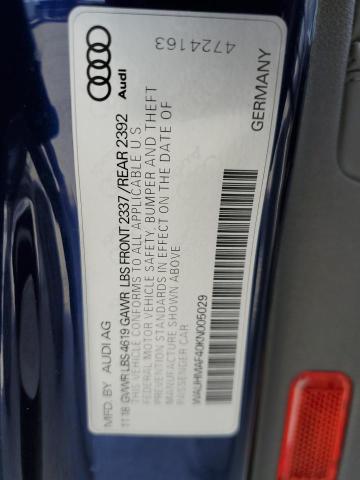 Audi
4724163
MFD. BY AUDI AG
11 18 GVWR LBS 4619 GAWR LBS FRONT 2337/REAR 2392
THIS VEHICLE CONFORMS TO ALL APPLICABLE U S
FEDERAL MOTOR VEHICLE SAFETY, BUMPER AND THEFT
PREVENTION STANDARDS IN EFFECT ON THE DATE OF
MANUFACTURE SHOWN ABOVE
PASSENGER CAR
WAUHMAF40KN005029
GERMANY